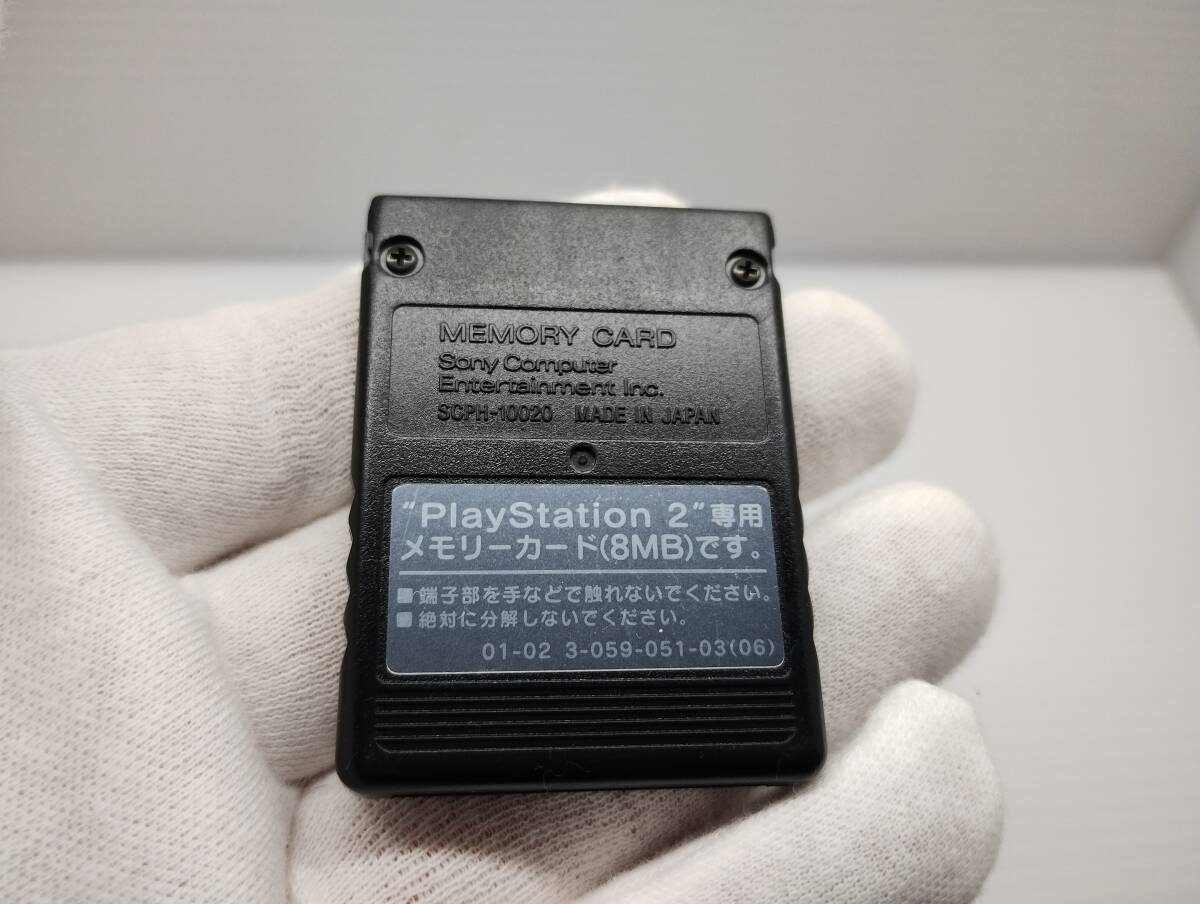 MEMORY CARD
Sony Computer
Entertainment Inc.
SCPH-10020 MADE IN JAPAN
“PlayStation 2”専用
メモリーカード(8MB)です。
■端子部を手などで触れないでください。
■絶対に分解しないでください。
01-02 3-059-051-03(06)